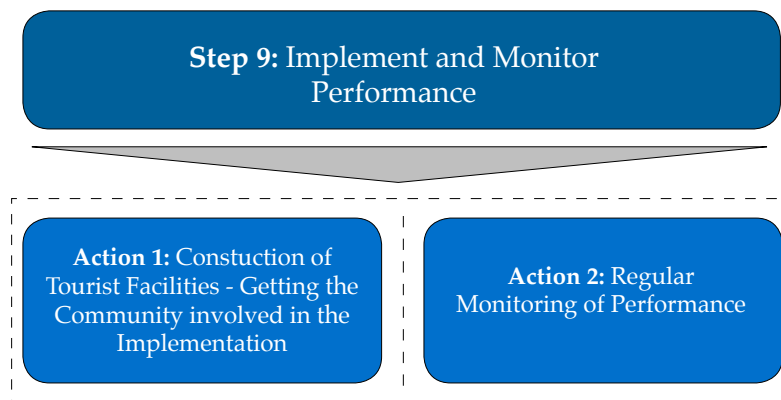 Step 9: Implement and Monitor
Performance
Action 1: Constuction of
Tourist Facilities - Getting the
Community involved in the
Implementation
Action 2: Regular
Monitoring of Performance